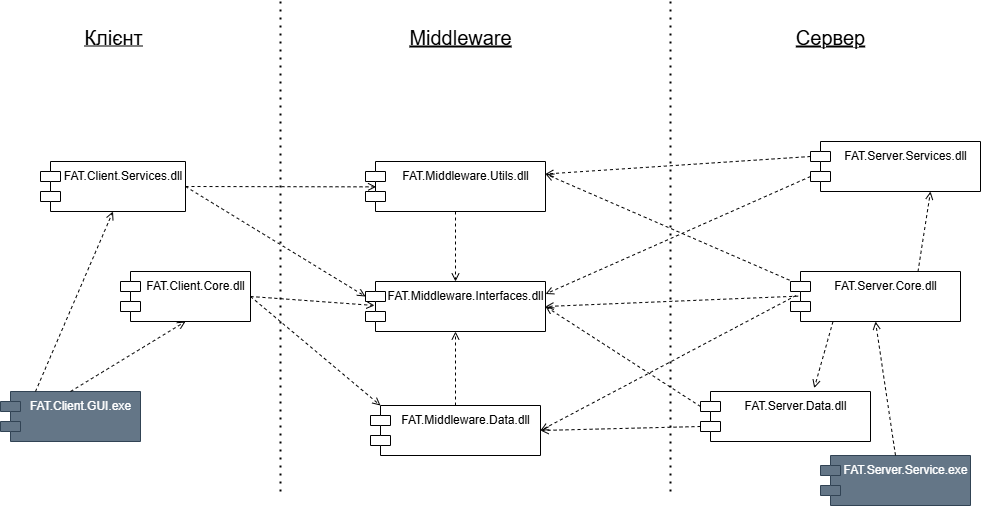 Клієнт
Middleware
Сервер
FAT.Client.Services.dll
FAT.Middleware.Utils.dll
FAT.Server.Services.dll
FAT.Client.Core.dll
FAT.Middleware.Interfaces.dll
FAT.Server.Core.dll
FAT.Client.GUI.exe
FAT.Middleware.Data.dll
FAT.Server.Data.dll
FAT.Server.Service.exe